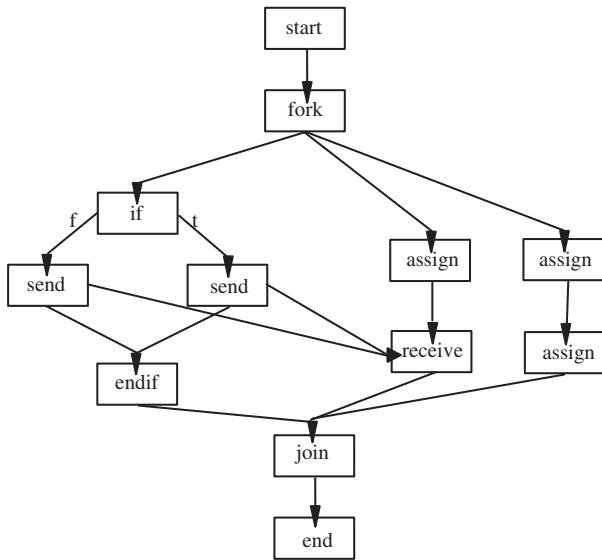 start
fork
if
f
t
assign
assign
send
send
receive
assign
endif
join
end